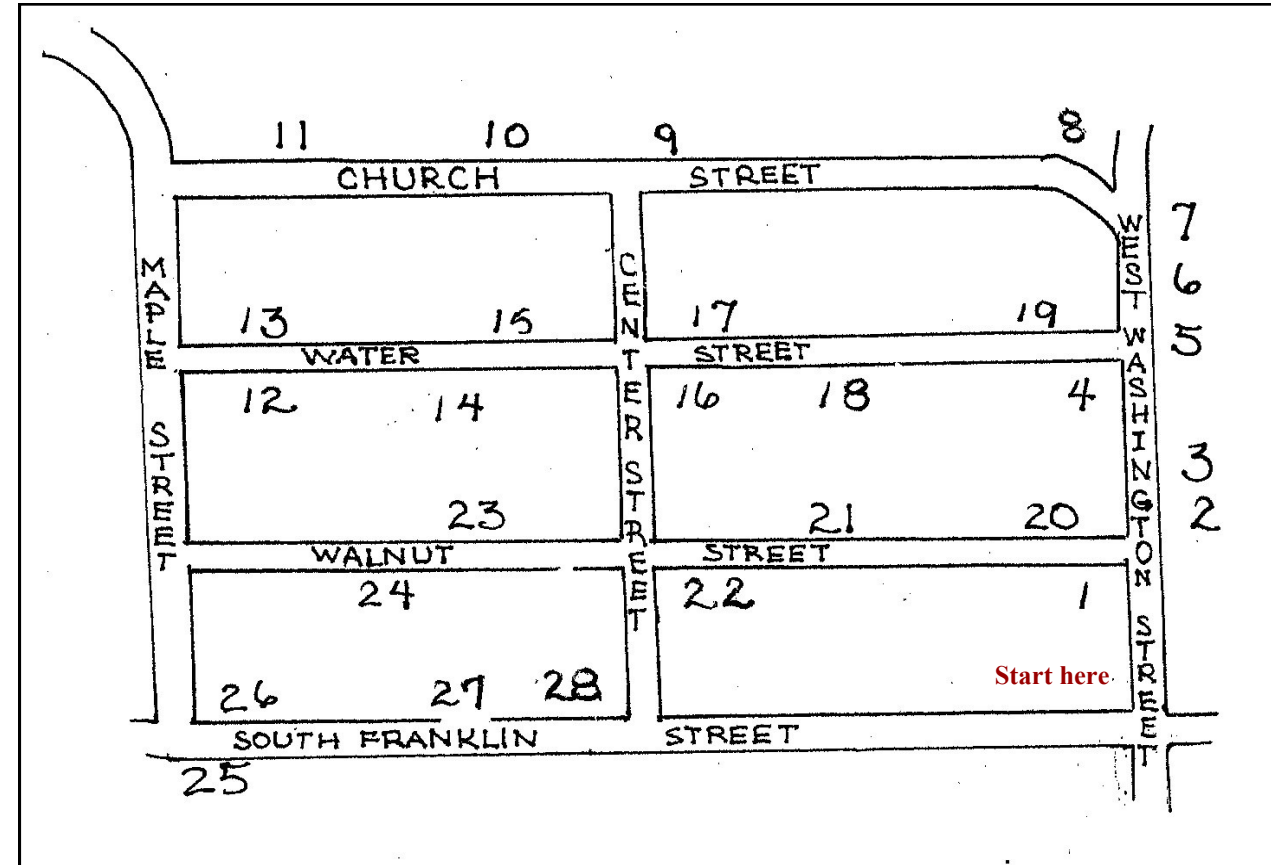 11 10 9 8
CHURCH STREET
7
WEST WASHINGTON STREET
6
MAPLE STREET
CENTER STREET
13 15 17 19
5
WATER STREET
12 14 16 18 4
3
23 21 20 2
WALNUT STREET
24 22 1
Start here
26 27 28
SOUTH FRANKLIN STREET
25